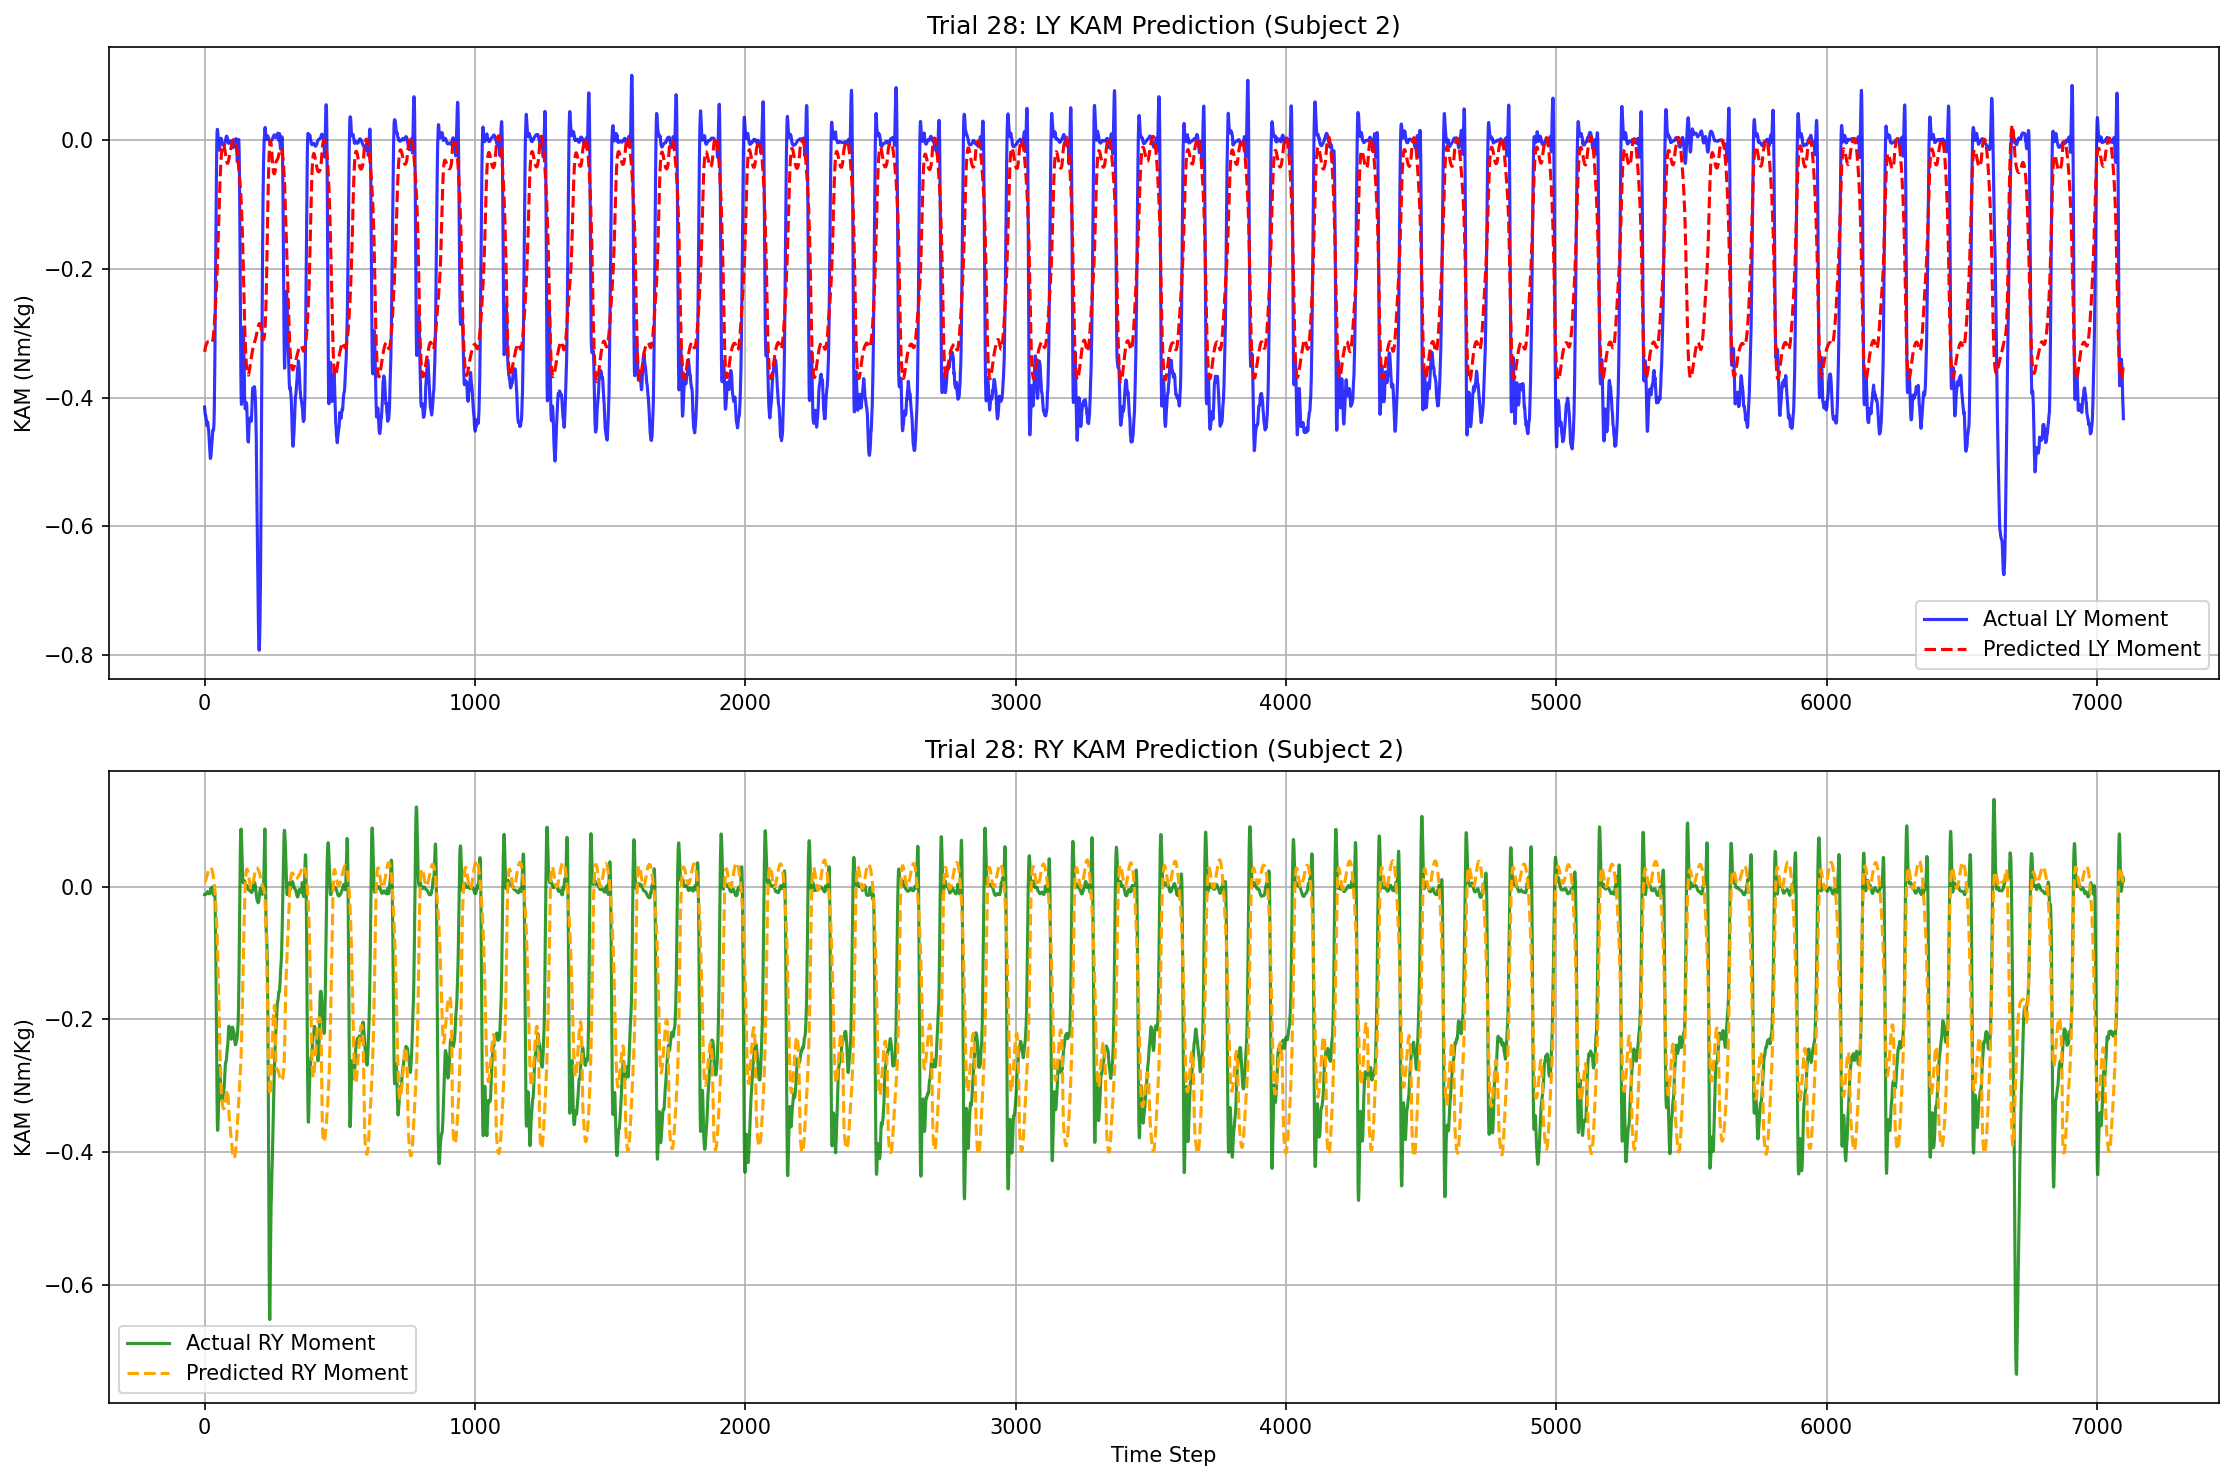 Trial 28: LY KAM Prediction (Subject 2)
KAM (Nm/Kg)
0.0
−0.2
−0.4
−0.6
−0.8
Actual LY Moment
Predicted LY Moment
0 1000 2000 3000 4000 5000 6000 7000
Trial 28: RY KAM Prediction (Subject 2)
KAM (Nm/Kg)
0.0
−0.2
−0.4
−0.6
Actual RY Moment
Predicted RY Moment
0 1000 2000 3000 4000 5000 6000 7000
Time Step